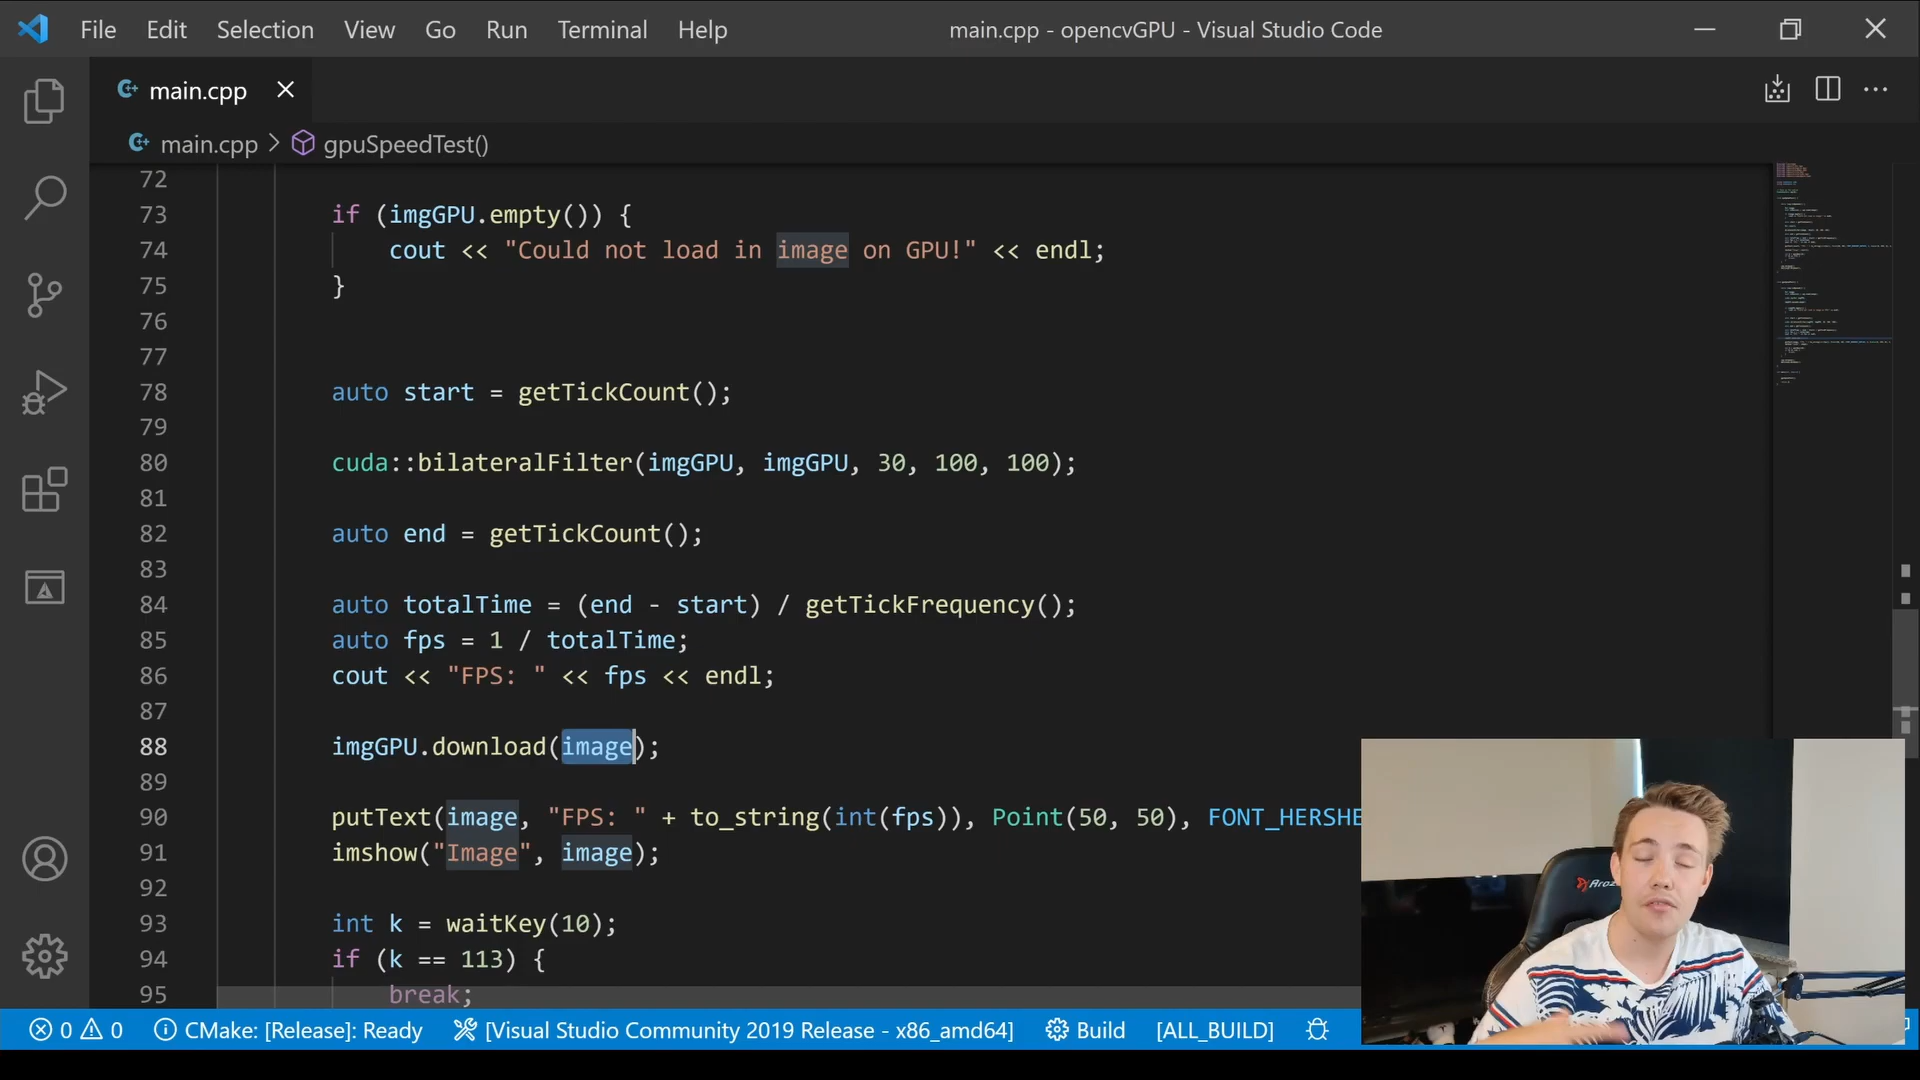 File Edit Selection View Go Run Terminal Help main.cpp - opencvGPU - Visual Studio Code
main.cpp
main.cpp > gpuSpeedTest()
72
73 if (imgGPU.empty()) {
74 cout << "Could not load in image on GPU!" << endl;
75 }
76
77
78 auto start = getTickCount();
79
80 cuda::bilateralFilter(imgGPU, imgGPU, 30, 100, 100);
81
82 auto end = getTickCount();
83
84 auto totalTime = (end - start) / getTickFrequency();
85 auto fps = 1 / totalTime;
86 cout << "FPS: " << fps << endl;
87
88 imgGPU.download(image);
89
90 putText(image, "FPS: " + to_string(int(fps)), Point(50, 50), FONT_HERSHE
91 imshow("Image", image);
92
93 int k = waitKey(10);
94 if (k == 113) {
95 break;
0 0 CMake: [Release]: Ready [Visual Studio Community 2019 Release - x86_amd64] Build [ALL_BUILD]